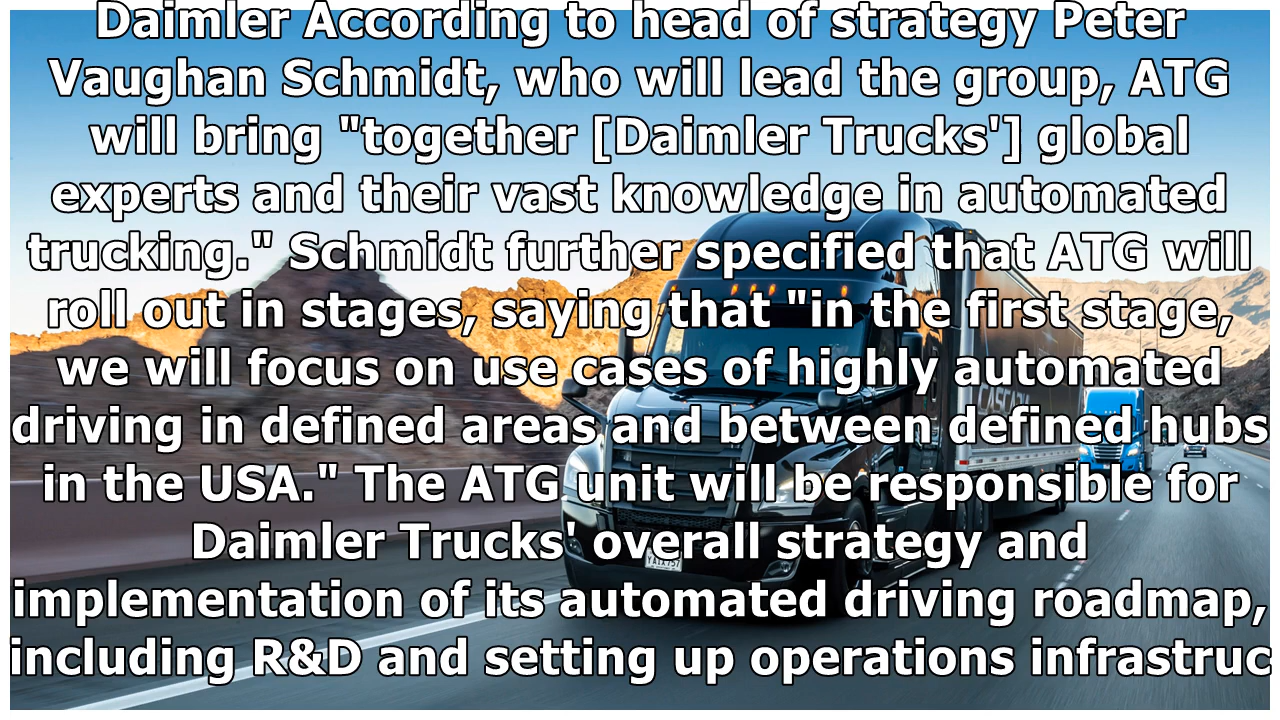 Daimler According to head of strategy Peter
Vaughan Schmidt, who will lead the group, ATG
will bring "together [Daimler Trucks'] global
experts and their vast knowledge in automated
trucking." Schmidt further specified that ATG will
roll out in stages, saying that "in the first stage,
we will focus on use cases of highly automated
driving in defined areas and between defined hubs
in the USA." The ATG unit will be responsible for
Daimler Trucks' overall strategy and
implementation of its automated driving roadmap,
including R&D and setting up operations infrastruc
CASCADIA